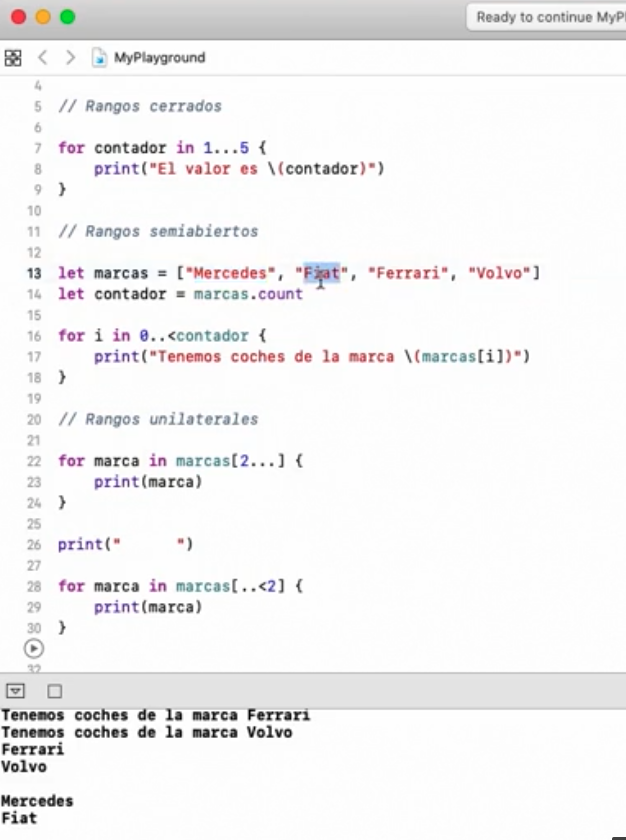 Ready to continue MyPl
MyPlayground
4
5 // Rangos cerrados
6
7 for contador in 1...5 {
8     print("El valor es \(contador)")
9 }
10
11 // Rangos semiabiertos
12
13 let marcas = ["Mercedes", "Fiat", "Ferrari", "Volvo"]
14 let contador = marcas.count
15
16 for i in 0..<contador {
17     print("Tenemos coches de la marca \(marcas[i])")
18 }
19
20 // Rangos unilaterales
21
22 for marca in marcas[2...] {
23     print(marca)
24 }
25
26 print("      ")
27
28 for marca in marcas[..<2] {
29     print(marca)
30 }
32
Tenemos coches de la marca Ferrari
Tenemos coches de la marca Volvo
Ferrari
Volvo
Mercedes
Fiat